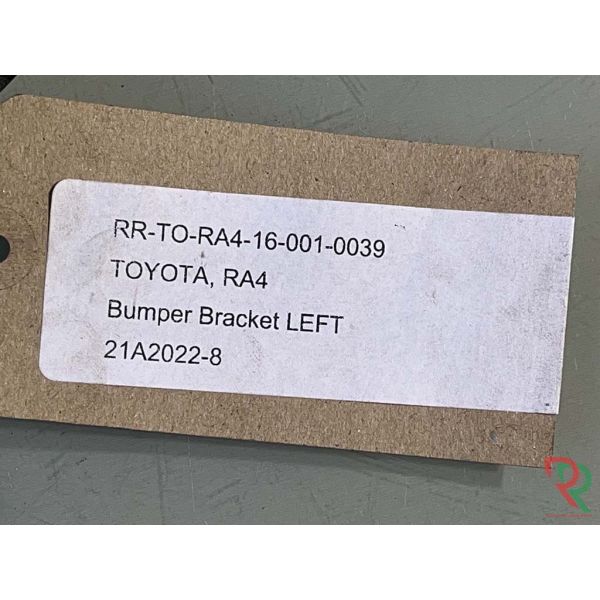 RR-TO-RA4-16-001-0039
TOYOTA, RA4
Bumper Bracket LEFT
21A2022-8